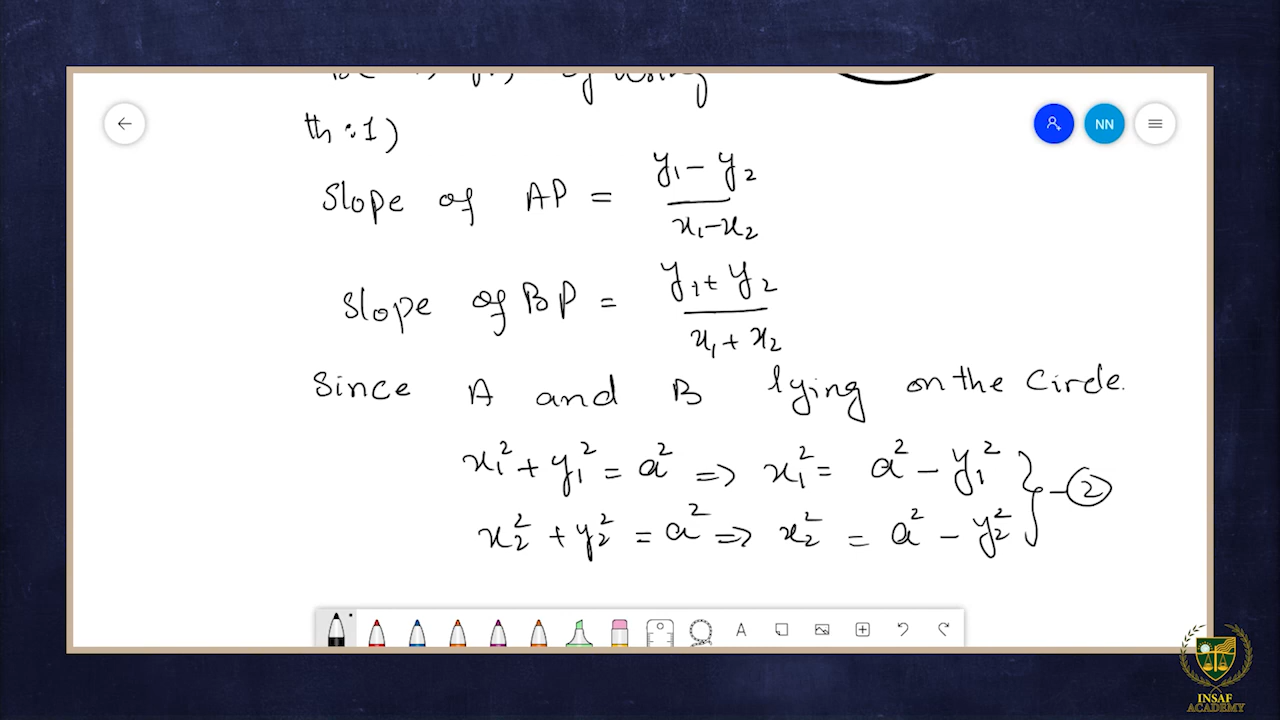 th : 1)
NN
Slope of AP = y₁ - y₂ / x₁ - x₂
Slope of BP = y₁ + y₂ / x₁ + x₂
Since A and B lying on the Circle.
x₁² + y₁² = a² => x₁² = a² - y₁²
x₂² + y₂² = a² => x₂² = a² - y₂² } - ②
A
INSAF
ACADEMY